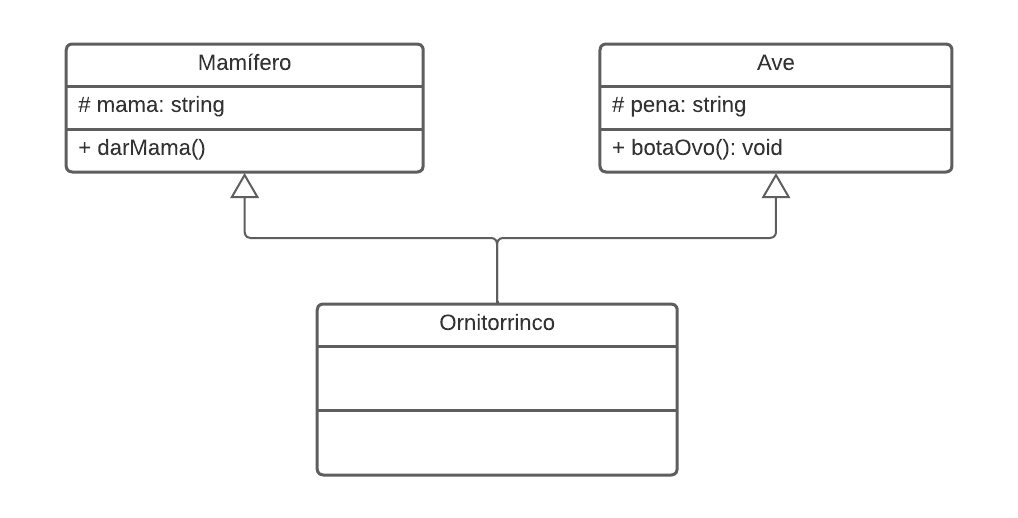 Mamífero
# mama: string
+ darMama()
Ave
# pena: string
+ botaOvo(): void
Ornitorrinco